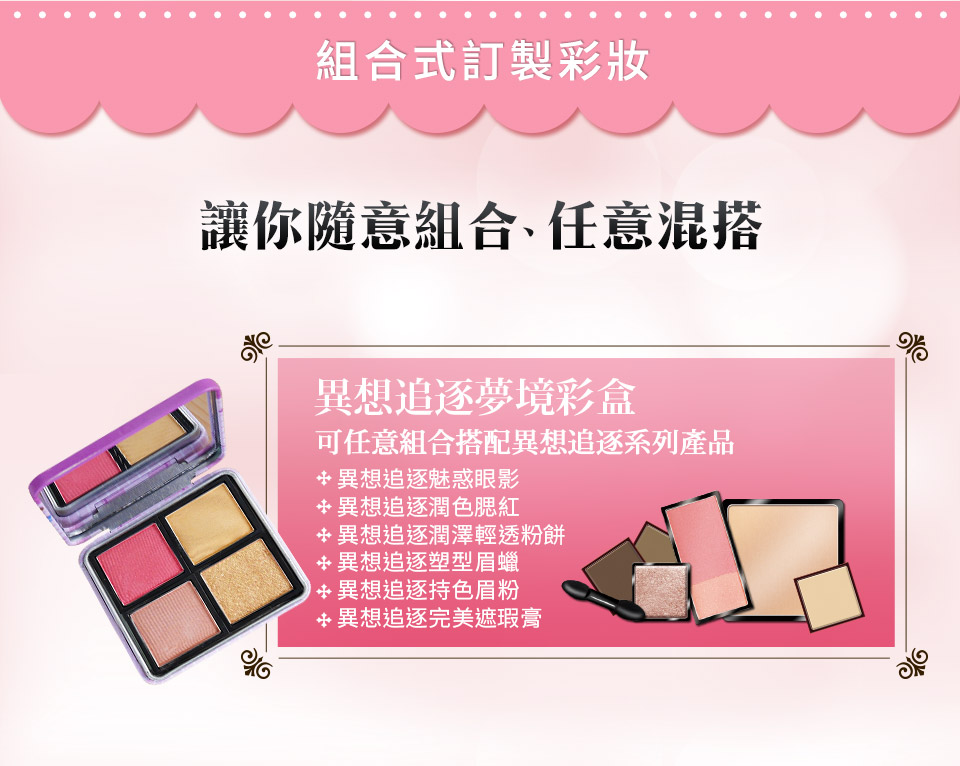 組合式訂製彩妝
讓你隨意組合、任意混搭
異想追逐夢境彩盒
可任意組合搭配異想追逐系列產品
✣ 異想追逐魅惑眼影
✣ 異想追逐潤色腮紅
✣ 異想追逐潤澤輕透粉餅
✣ 異想追逐塑型眉蠟
✣ 異想追逐持色眉粉
✣ 異想追逐完美遮瑕膏